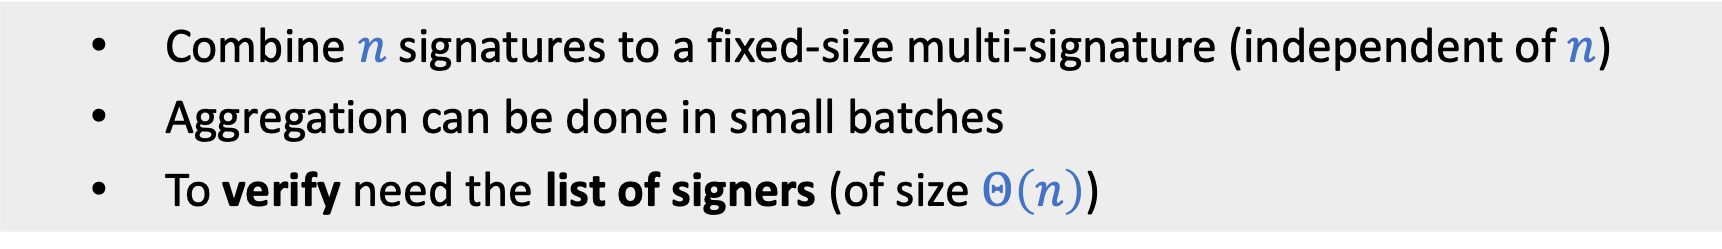 • Combine 𝑛 signatures to a fixed-size multi-signature (independent of 𝑛)
• Aggregation can be done in small batches
• To verify need the list of signers (of size Θ(𝑛))